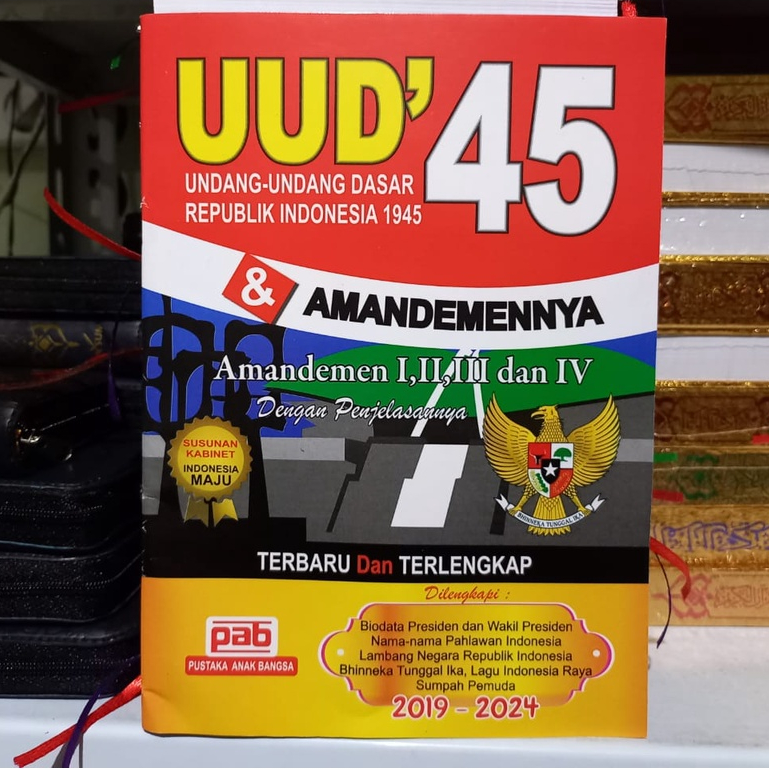 UUD'45
UNDANG-UNDANG DASAR
REPUBLIK INDONESIA 1945
& AMANDEMENNYA
Amandemen I,II,III dan IV
Dengan Penjelasannya
SUSUNAN
KABINET
INDONESIA
MAJU
BHINNEKA TUNGGAL IKA
TERBARU Dan TERLENGKAP
Dilengkapi :
pab
PUSTAKA ANAK BANGSA
Biodata Presiden dan Wakil Presiden
Nama-nama Pahlawan Indonesia
Lambang Negara Republik Indonesia
Bhinneka Tunggal Ika, Lagu Indonesia Raya
Sumpah Pemuda
2019 - 2024